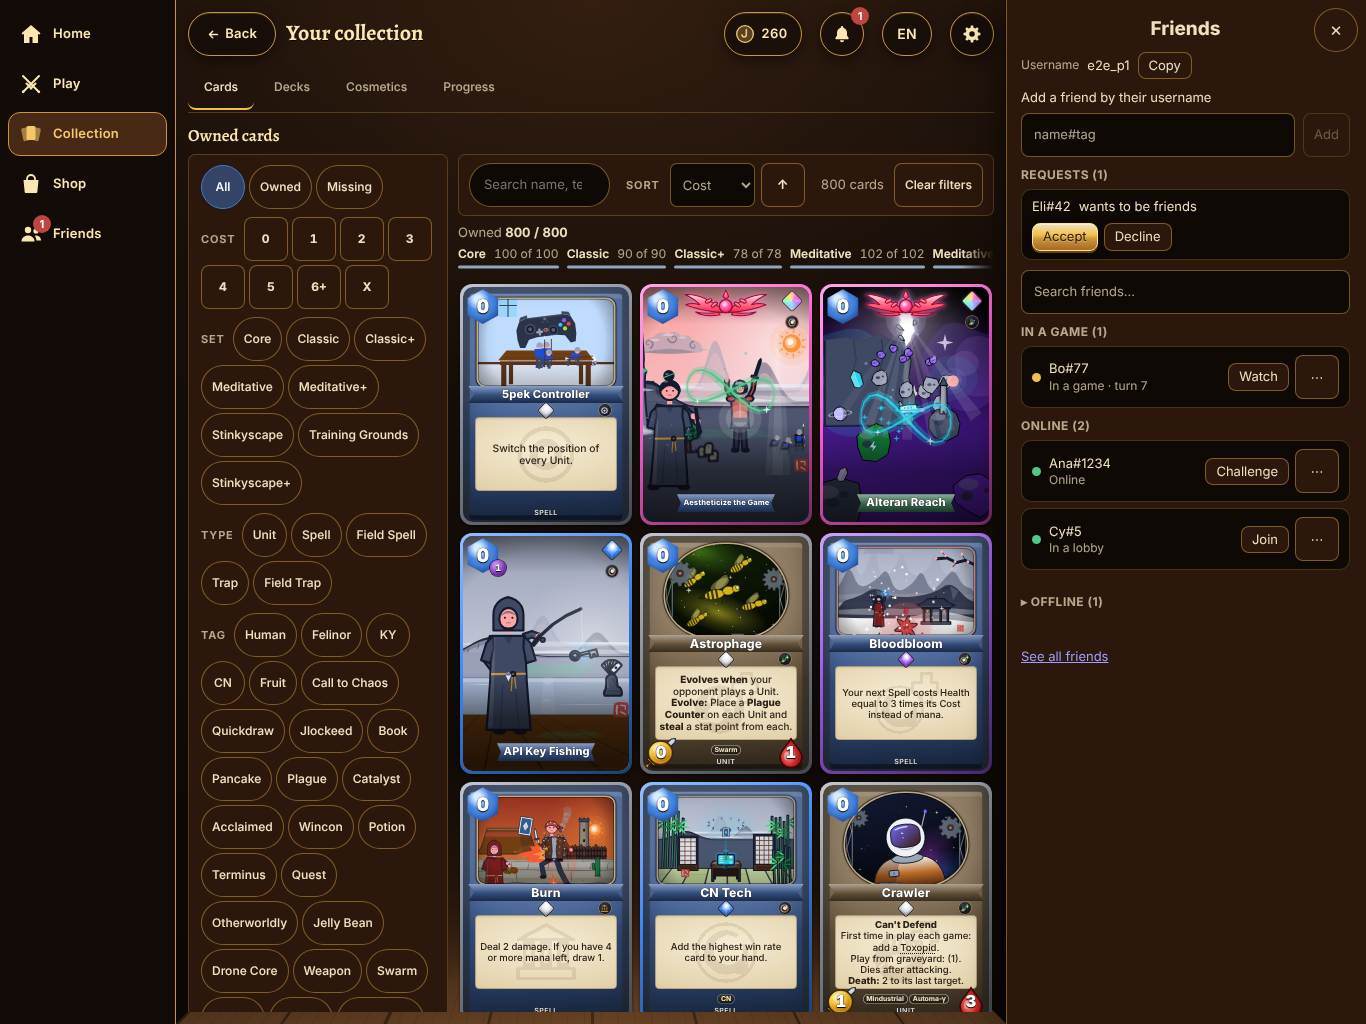 Home
Play
Collection
Shop
1
Friends
← Back
Your collection
J 260
1
EN
Cards Decks Cosmetics Progress
Owned cards
All Owned Missing
COST 0 1 2 3
4 5 6+ X
SET Core Classic Classic+
Meditative Meditative+
Stinkyscape Training Grounds
Stinkyscape+
TYPE Unit Spell Field Spell
Trap Field Trap
TAG Human Felinor KY
CN Fruit Call to Chaos
Quickdraw Jlockeed Book
Pancake Plague Catalyst
Acclaimed Wincon Potion
Terminus Quest
Otherworldly Jelly Bean
Drone Core Weapon Swarm
Search name, te
SORT Cost ↑ 800 cards Clear filters
Owned 800 / 800
Core 100 of 100 Classic 90 of 90 Classic+ 78 of 78 Meditative 102 of 102 Meditative
0
5pek Controller
Switch the position of
every Unit.
SPELL
0
Aestheticize the Game
0
Alteran Reach
0
1
API Key Fishing
0
Astrophage
Evolves when your
opponent plays a Unit.
Evolve: Place a Plague
Counter on each Unit and
steal a stat point from each.
0 Swarm 1
UNIT
0
Bloodbloom
Your next Spell costs Health
equal to 3 times its Cost
instead of mana.
SPELL
0
Burn
Deal 2 damage. If you have 4
or more mana left, draw 1.
SPELL
0
CN Tech
Add the highest win rate
card to your hand.
CN
SPELL
0
Crawler
Can't Defend
First time in play each game:
add a Toxopid.
Play from graveyard: (1).
Dies after attacking.
Death: 2 to its last target.
1 Mindustrial Automa-y 3
UNIT
Friends
×
Username e2e_p1 Copy
Add a friend by their username
name#tag Add
REQUESTS (1)
Eli#42 wants to be friends
Accept Decline
Search friends...
IN A GAME (1)
Bo#77
In a game · turn 7
Watch ...
ONLINE (2)
Ana#1234
Online
Challenge ...
Cy#5
In a lobby
Join ...
▸ OFFLINE (1)
See all friends